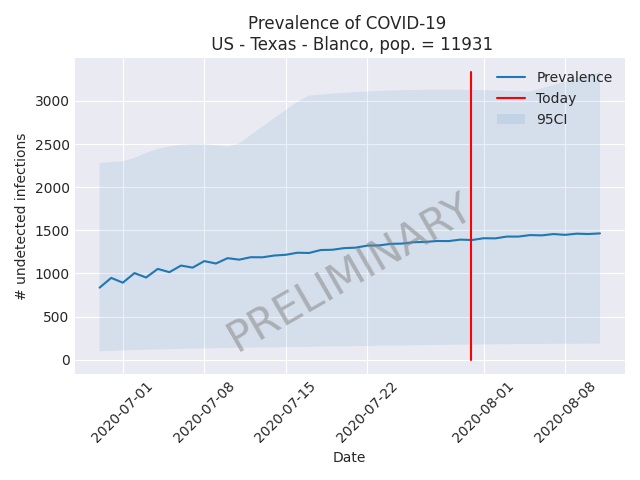 Prevalence of COVID-19
US - Texas - Blanco, pop. = 11931
Prevalence
Today
95CI
3000
2500
2000
1500
1000
500
0
# undetected infections
PRELIMINARY
2020-07-01
2020-07-08
2020-07-15
2020-07-22
2020-08-01
2020-08-08
Date